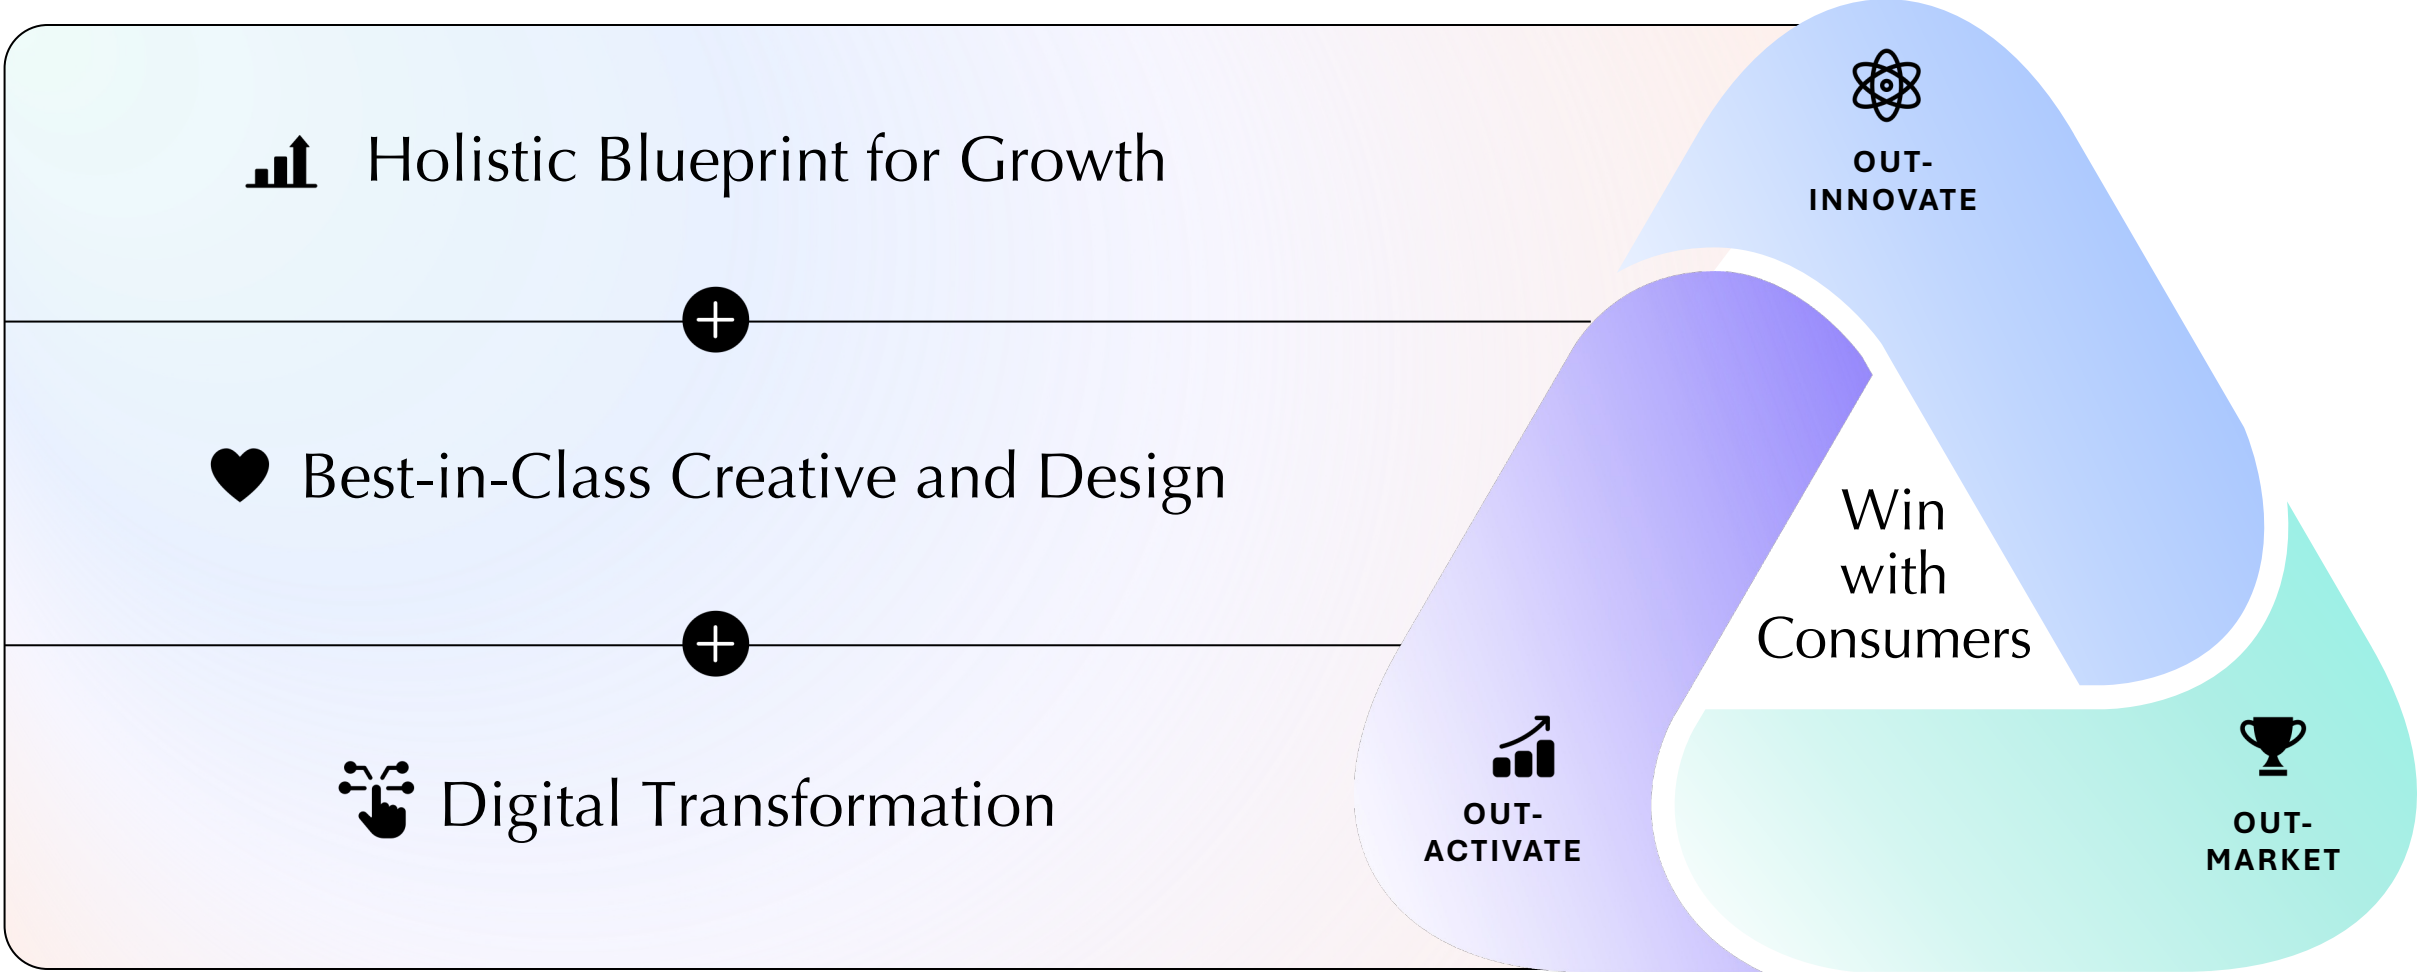 Holistic Blueprint for Growth
Best-in-Class Creative and Design
Digital Transformation
OUT-
INNOVATE
Win
with
Consumers
OUT-
ACTIVATE
OUT-
MARKET